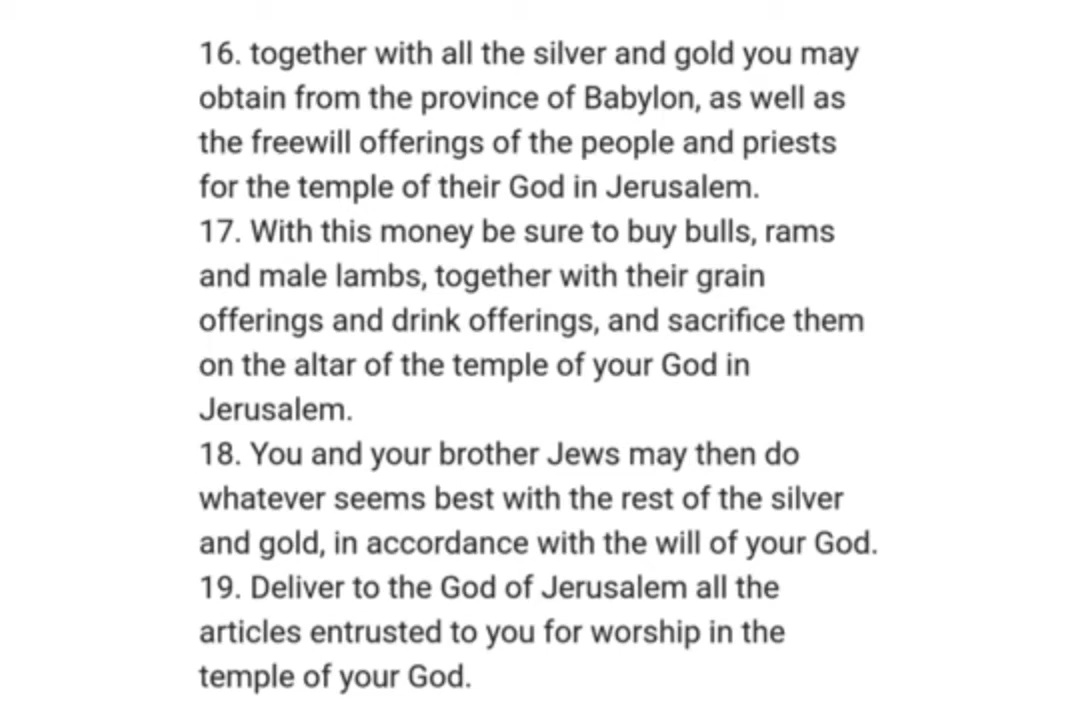 16. together with all the silver and gold you may
obtain from the province of Babylon, as well as
the freewill offerings of the people and priests
for the temple of their God in Jerusalem.
17. With this money be sure to buy bulls, rams
and male lambs, together with their grain
offerings and drink offerings, and sacrifice them
on the altar of the temple of your God in
Jerusalem.
18. You and your brother Jews may then do
whatever seems best with the rest of the silver
and gold, in accordance with the will of your God.
19. Deliver to the God of Jerusalem all the
articles entrusted to you for worship in the
temple of your God.